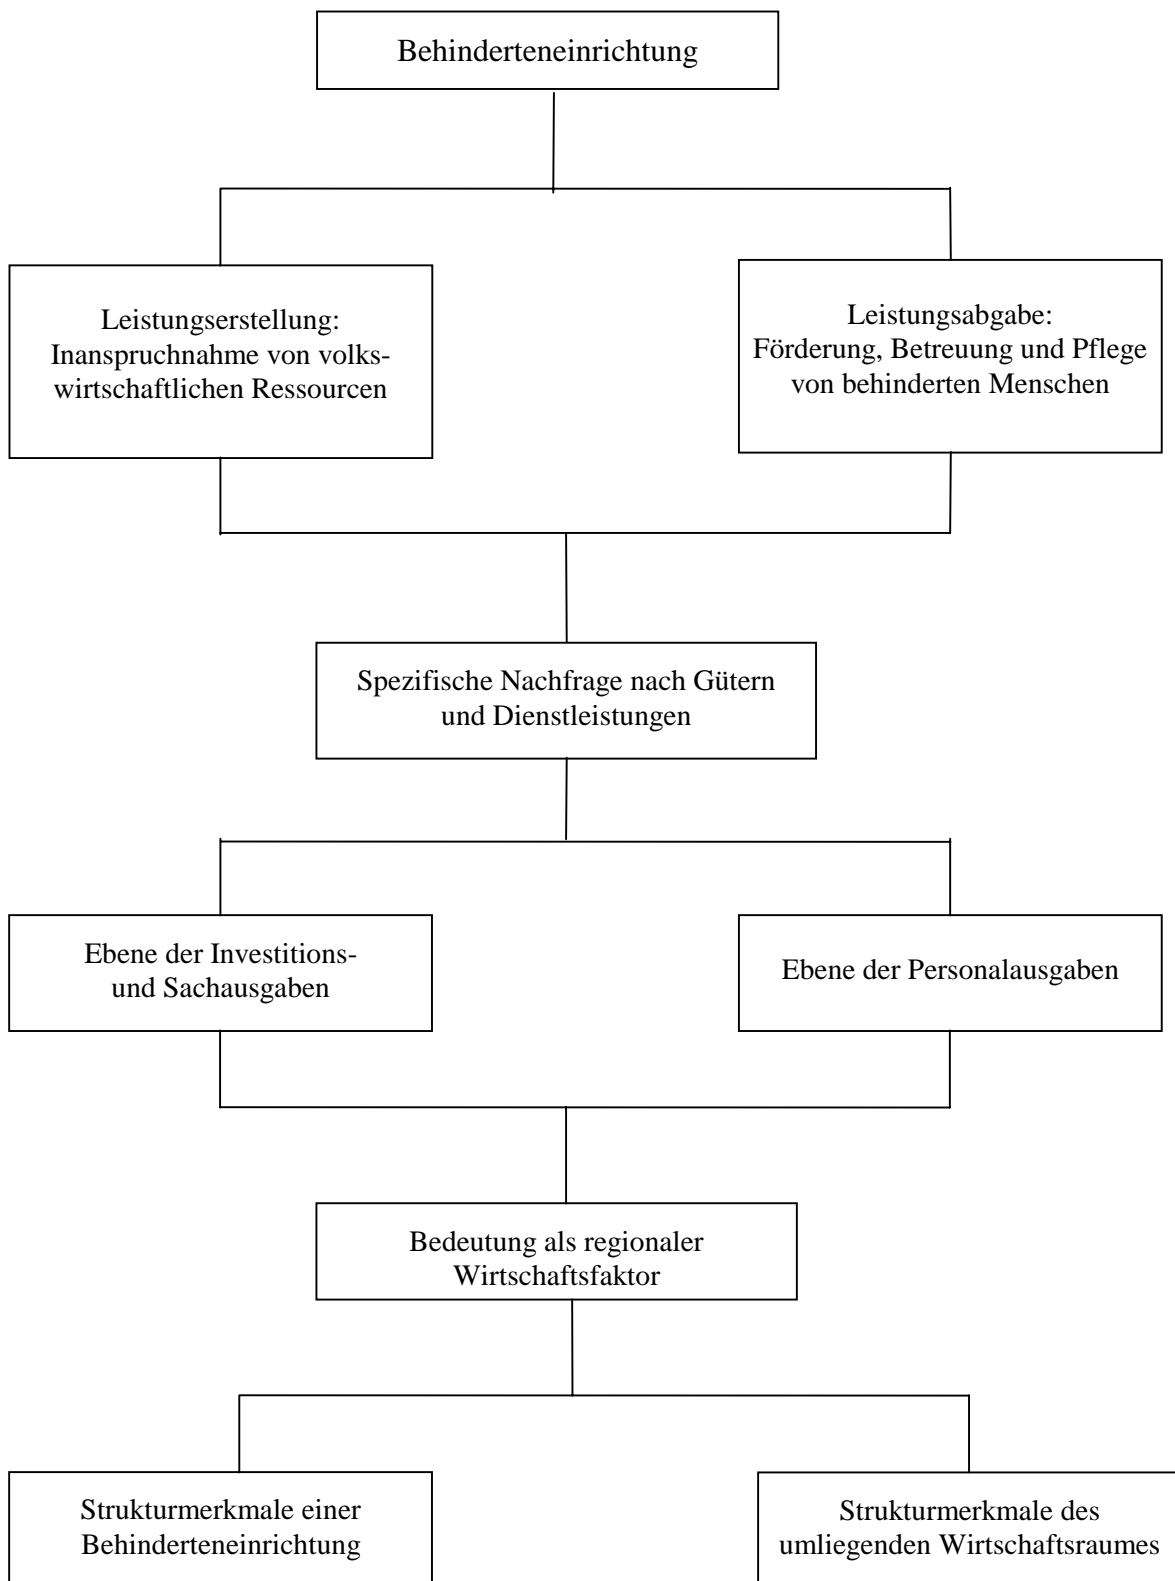 Behinderteneinrichtung
Leistungserstellung:
Inanspruchnahme von volks-
wirtschaftlichen Ressourcen
Leistungsabgabe:
Förderung, Betreuung und Pflege
von behinderten Menschen
Spezifische Nachfrage nach Gütern
und Dienstleistungen
Ebene der Investitions-
und Sachausgaben
Ebene der Personalausgaben
Bedeutung als regionaler
Wirtschaftsfaktor
Strukturmerkmale einer
Behinderteneinrichtung
Strukturmerkmale des
umliegenden Wirtschaftsraumes